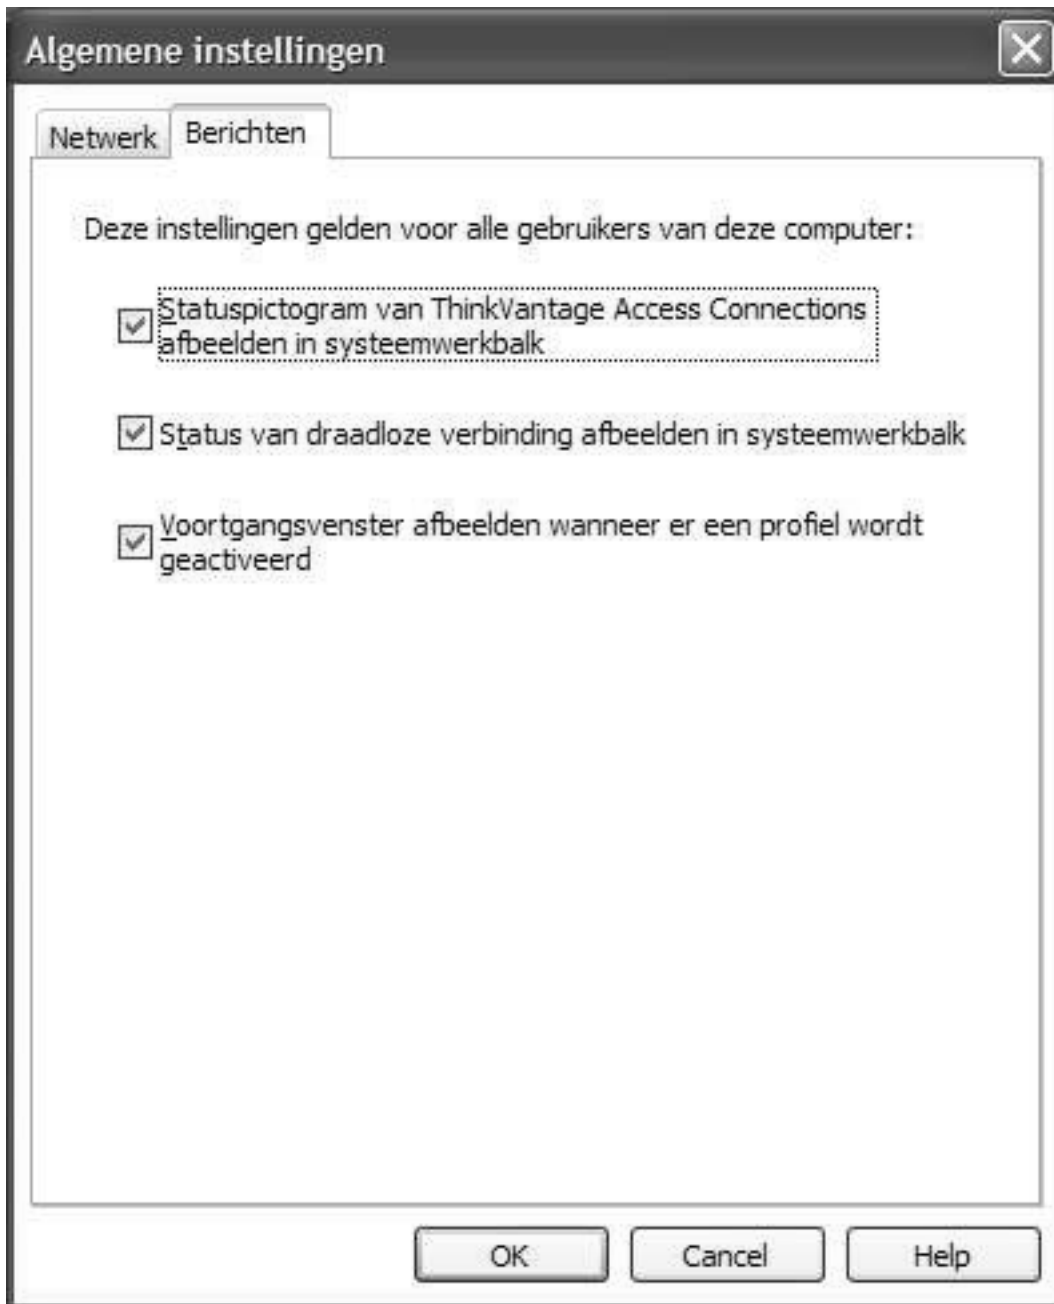 Algemene instellingen
Netwerk
Berichten
Deze instellingen gelden voor alle gebruikers van deze computer:
Statuspictogram van ThinkVantage Access Connections
afbeelden in systeemwerkbalk
Status van draadloze verbinding afbeelden in systeemwerkbalk
Voortgangsvenster afbeelden wanneer er een profiel wordt
geactiveerd
OK
Cancel
Help